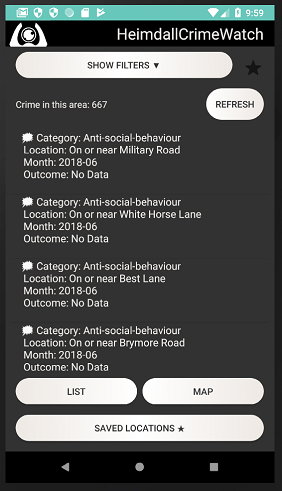 9:59
HeimdallCrimeWatch
SHOW FILTERS ▼
Crime in this area: 667
REFRESH
Category: Anti-social-behaviour
Location: On or near Military Road
Month: 2018-06
Outcome: No Data
Category: Anti-social-behaviour
Location: On or near White Horse Lane
Month: 2018-06
Outcome: No Data
Category: Anti-social-behaviour
Location: On or near Best Lane
Month: 2018-06
Outcome: No Data
Category: Anti-social-behaviour
Location: On or near Brymore Road
Month: 2018-06
Outcome: No Data
LIST
MAP
SAVED LOCATIONS ★